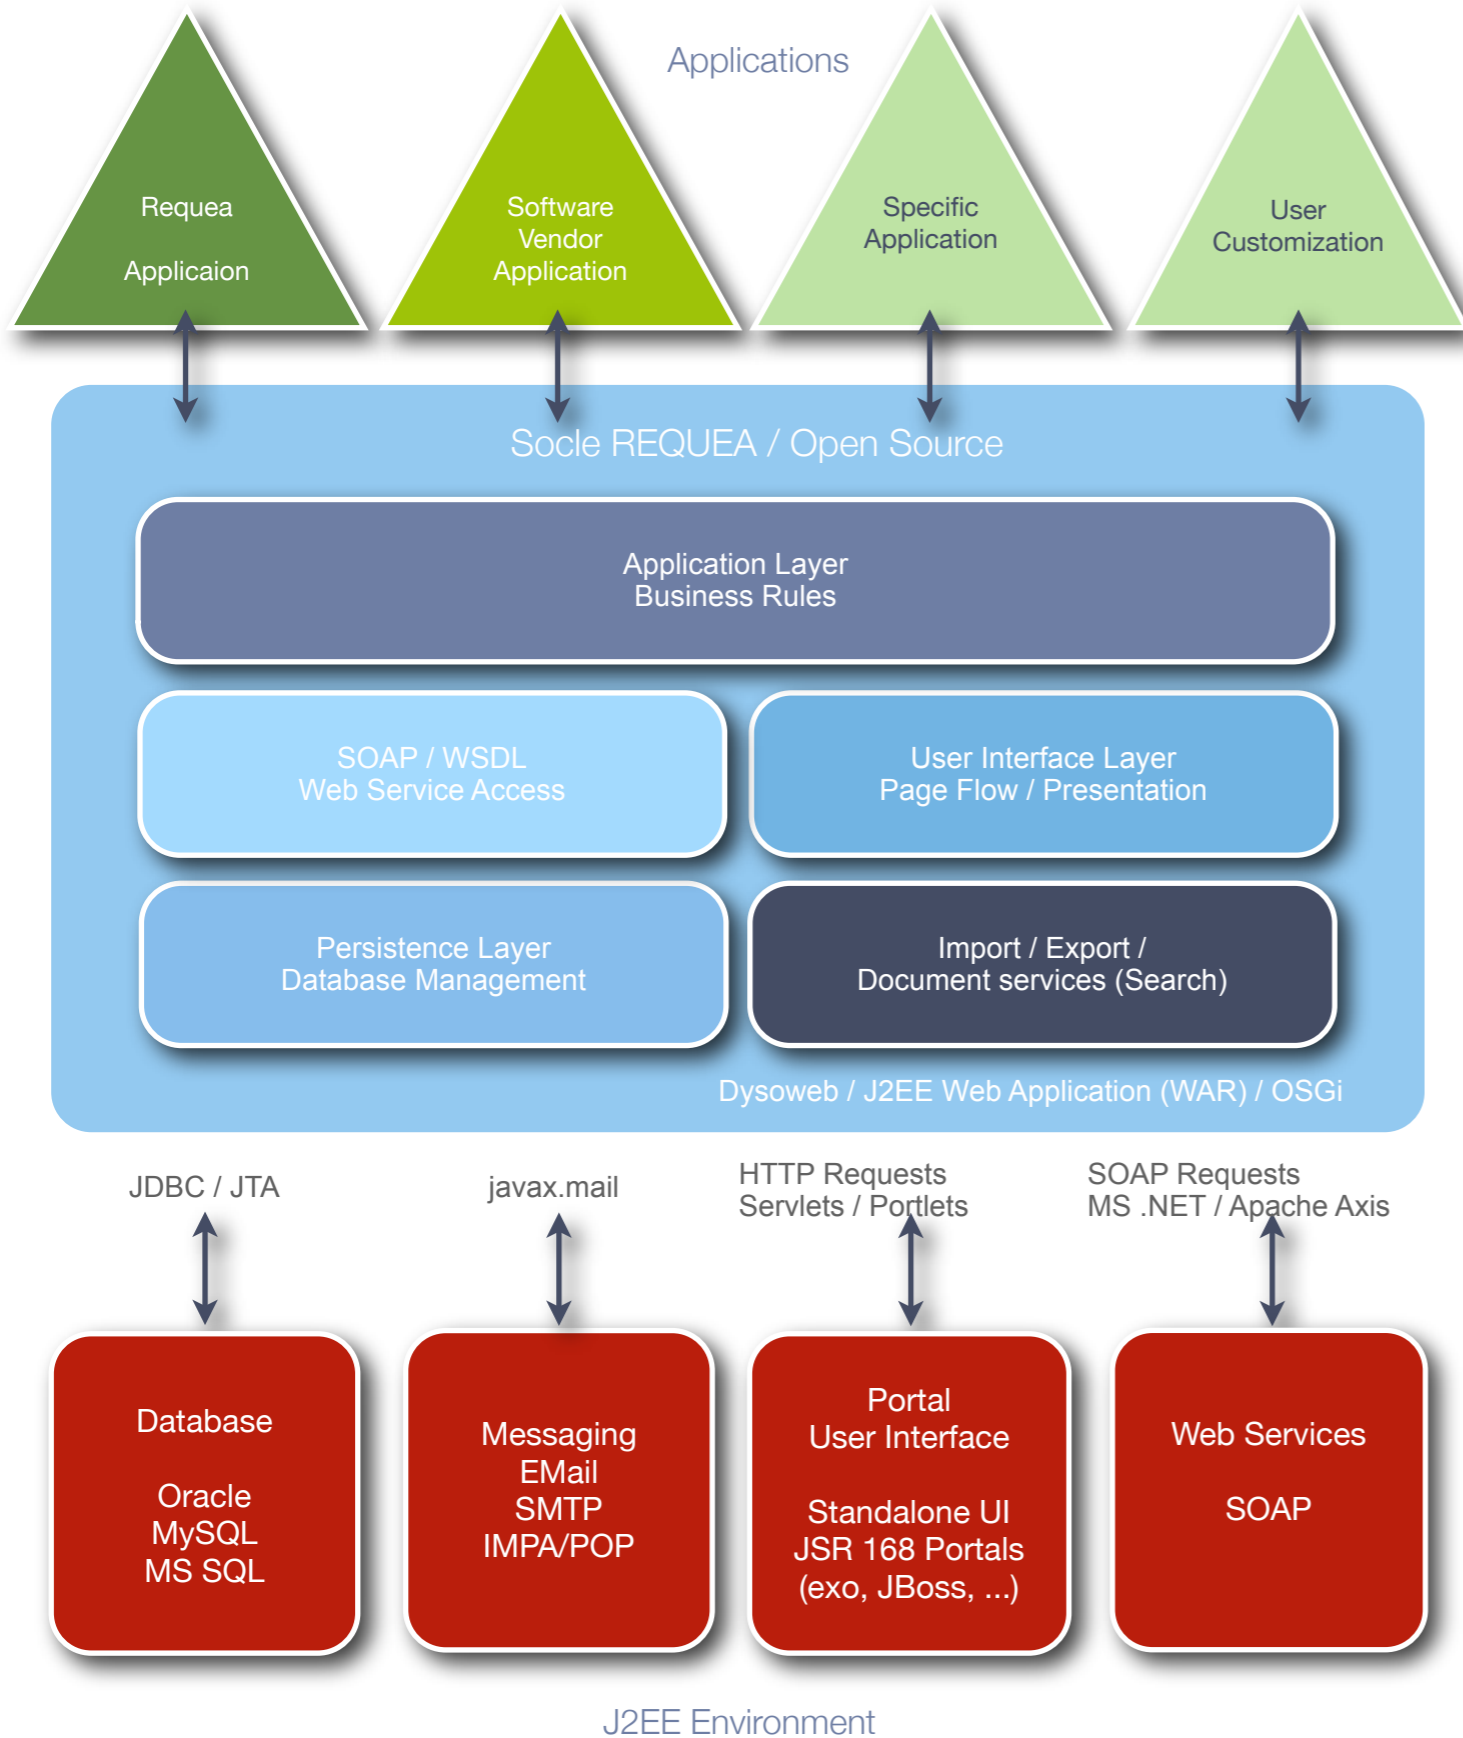 Applications
Requea
Applicaion
Software
Vendor
Application
Specific
Application
User
Customization
Socle REQUEA / Open Source
Application Layer
Business Rules
SOAP / WSDL
Web Service Access
User Interface Layer
Page Flow / Presentation
Persistence Layer
Database Management
Import / Export /
Document services (Search)
Dysoweb / J2EE Web Application (WAR) / OSGi
JDBC / JTA
javax.mail
HTTP Requests
Servlets / Portlets
SOAP Requests
MS .NET / Apache Axis
Database
Oracle
MySQL
MS SQL
Messaging
EMail
SMTP
IMPA/POP
Portal
User Interface
Standalone UI
JSR 168 Portals
(exo, JBoss, ...)
Web Services
SOAP
J2EE Environment